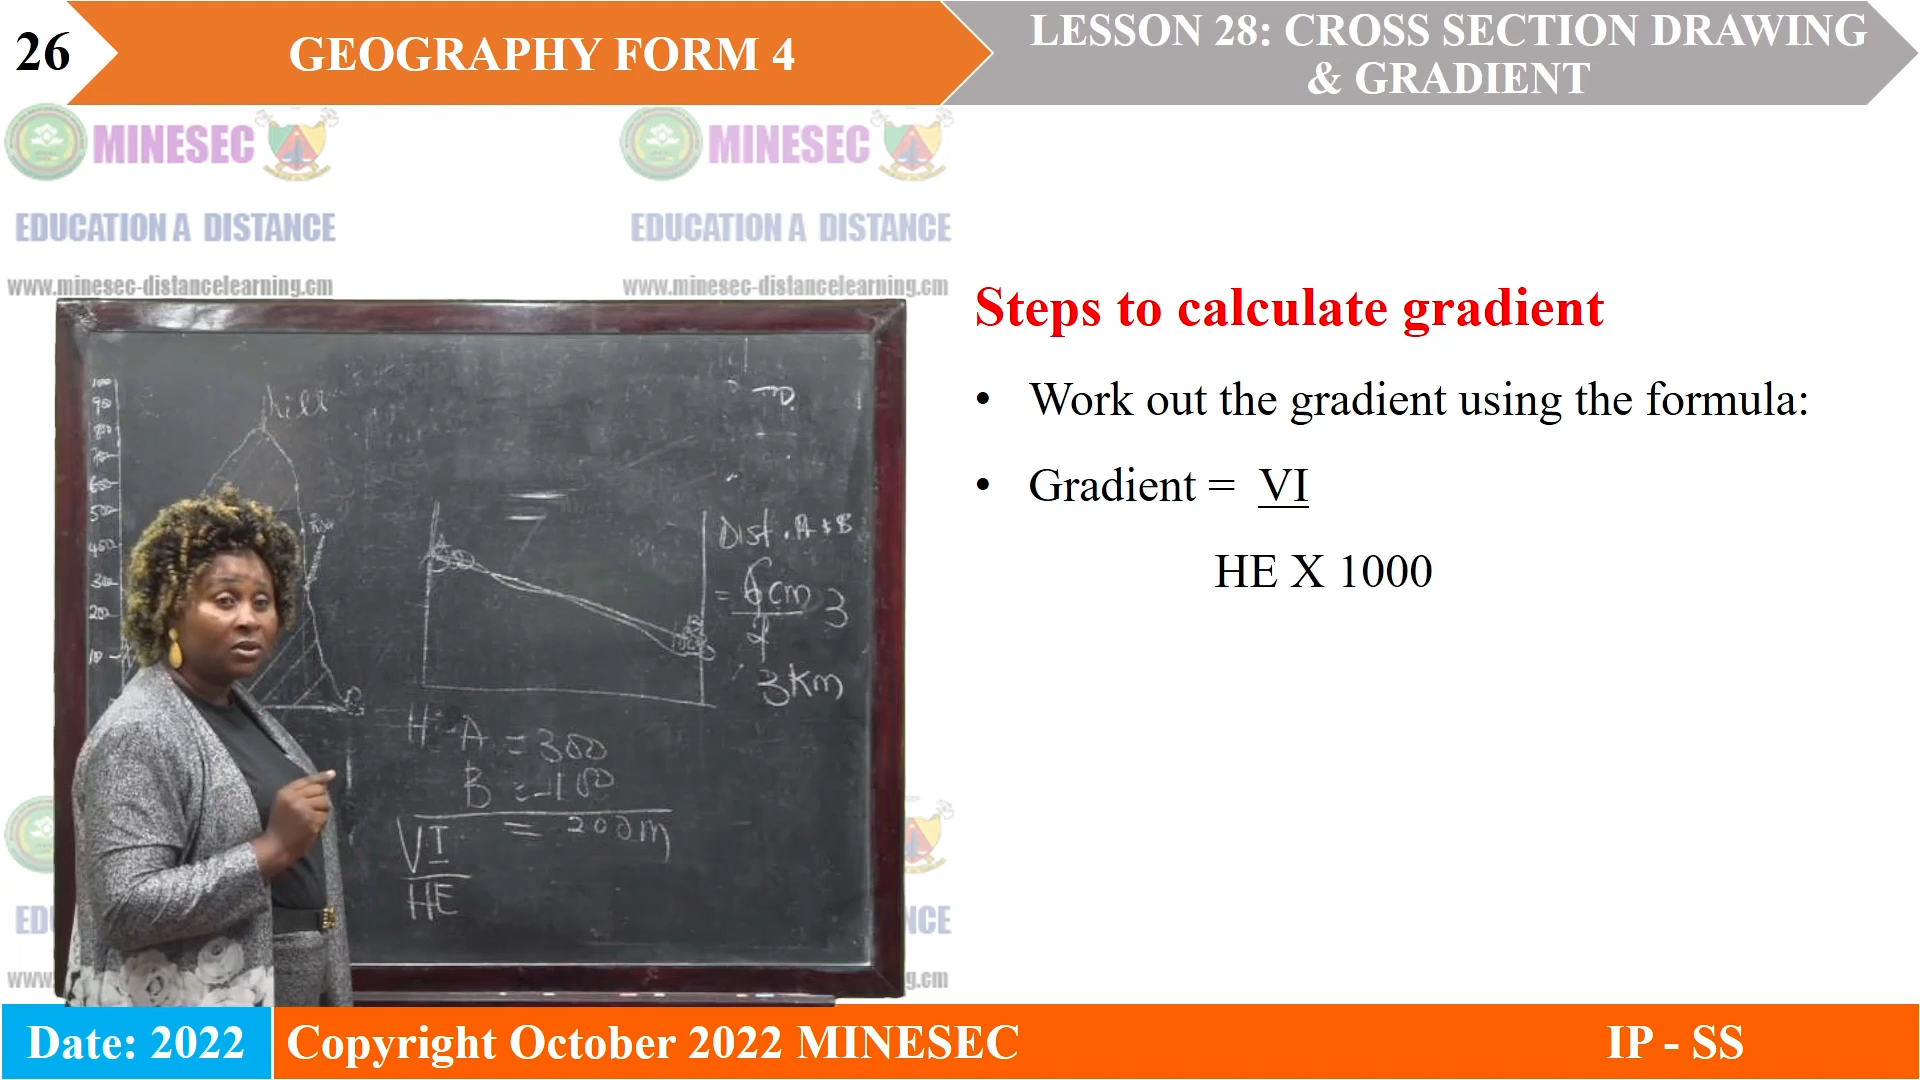 26
GEOGRAPHY FORM 4
LESSON 28: CROSS SECTION DRAWING
& GRADIENT
MINESEC
MINESEC
EDUCATION A DISTANCE
EDUCATION A DISTANCE
www.minesec-distancelearning.cm
www.minesec-distancelearning.cm
Steps to calculate gradient
• Work out the gradient using the formula:
• Gradient = VI
HE X 1000
hill
400
300
200
Dist. A & B
= 6cm 3
2
3km
H. A = 300
B = -100
= 200m
VI
HE
Date: 2022
Copyright October 2022 MINESEC
IP - SS